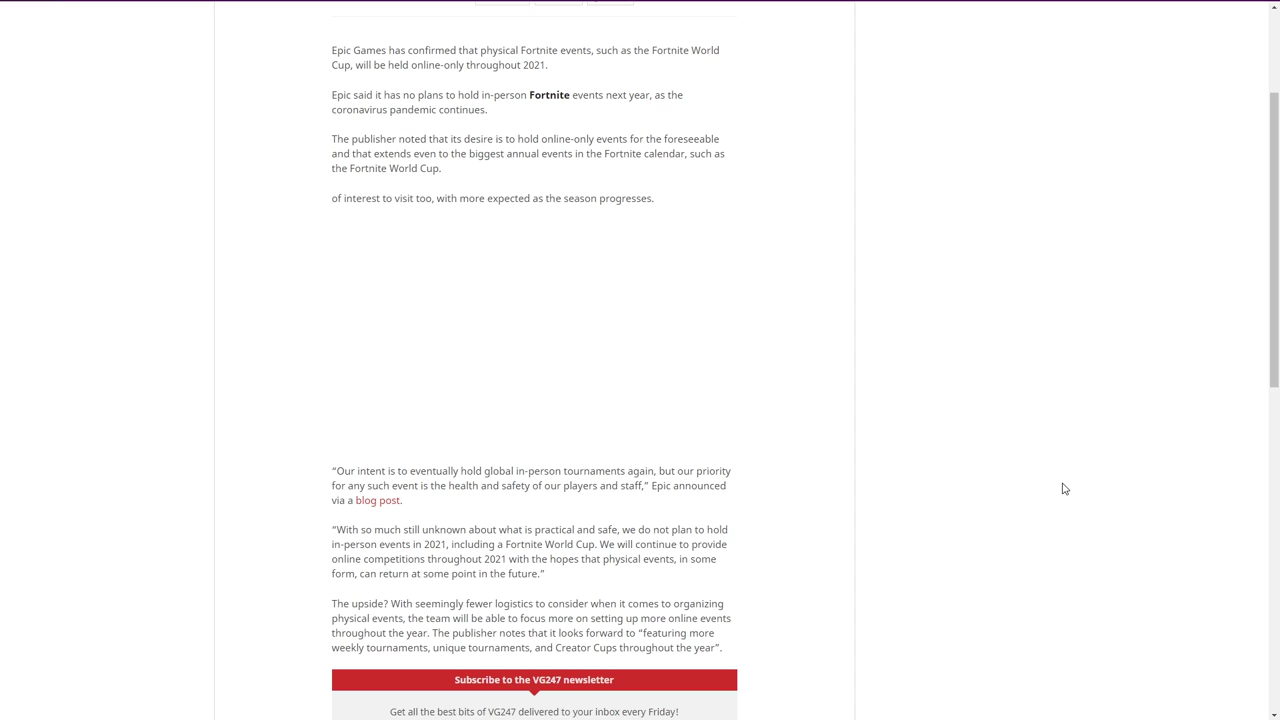 Epic Games has confirmed that physical Fortnite events, such as the Fortnite World
Cup, will be held online-only throughout 2021.
Epic said it has no plans to hold in-person Fortnite events next year, as the
coronavirus pandemic continues.
The publisher noted that its desire is to hold online-only events for the foreseeable
and that extends even to the biggest annual events in the Fortnite calendar, such as
the Fortnite World Cup.
of interest to visit too, with more expected as the season progresses.
“Our intent is to eventually hold global in-person tournaments again, but our priority
for any such event is the health and safety of our players and staff,” Epic announced
via a blog post.
“With so much still unknown about what is practical and safe, we do not plan to hold
in-person events in 2021, including a Fortnite World Cup. We will continue to provide
online competitions throughout 2021 with the hopes that physical events, in some
form, can return at some point in the future.”
The upside? With seemingly fewer logistics to consider when it comes to organizing
physical events, the team will be able to focus more on setting up more online events
throughout the year. The publisher notes that it looks forward to “featuring more
weekly tournaments, unique tournaments, and Creator Cups throughout the year”.
Subscribe to the VG247 newsletter
Get all the best bits of VG247 delivered to your inbox every Friday!